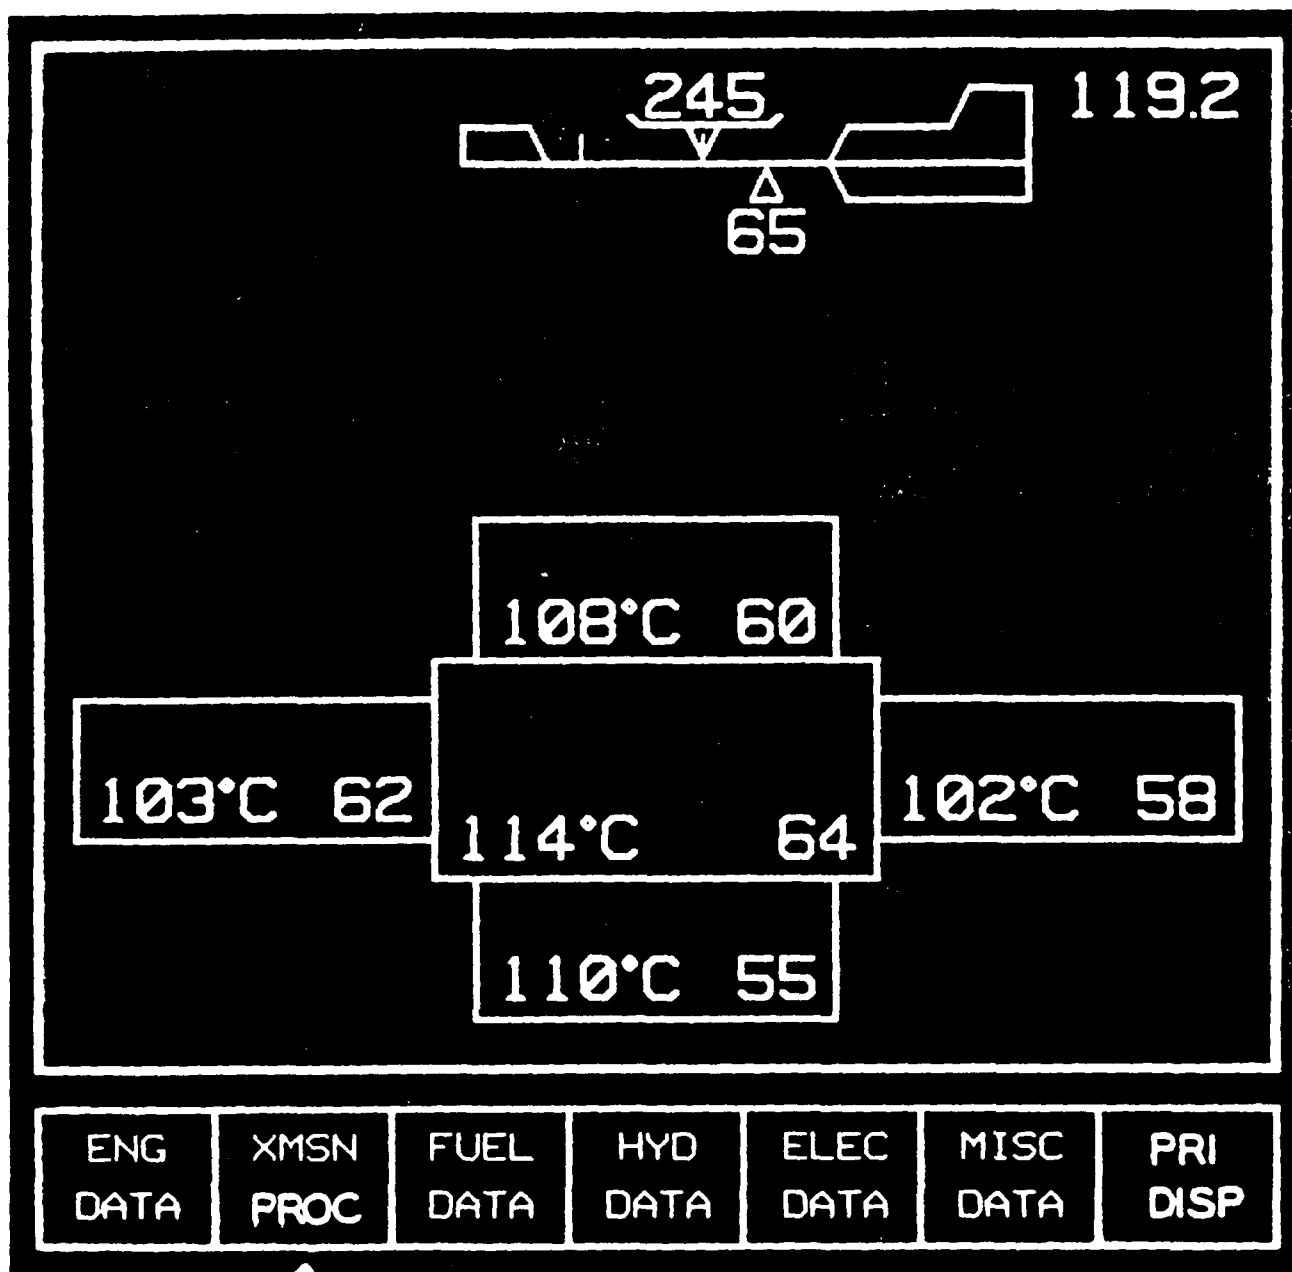 245
119.2
65
108°C 60
103°C 62
114°C 64
102°C 58
110°C 55
ENG DATA
XMSN PROC
FUEL DATA
HYD DATA
ELEC DATA
MISC DATA
PRI DISP